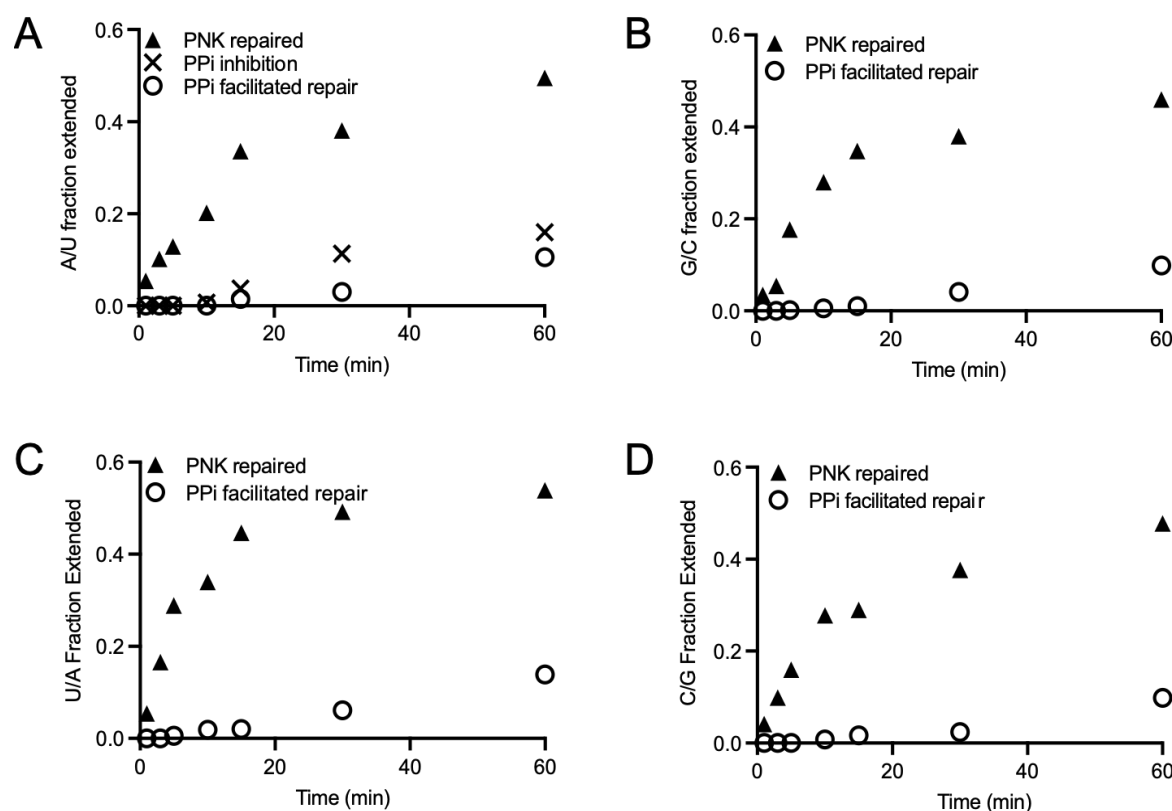 A
0.6
PNK repaired
PPi inhibition
PPi facilitated repair
0.4
0.2
0.0
A/U fraction extended
0 20 40 60
Time (min)
B
0.6
PNK repaired
PPi facilitated repair
0.4
0.2
0.0
G/C fraction extended
0 20 40 60
Time (min)
C
0.6
PNK repaired
PPi facilitated repair
0.4
0.2
0.0
U/A Fraction Extended
0 20 40 60
Time (min)
D
0.6
PNK repaired
PPi facilitated repair
0.4
0.2
0.0
C/G Fraction Extended
0 20 40 60
Time (min)